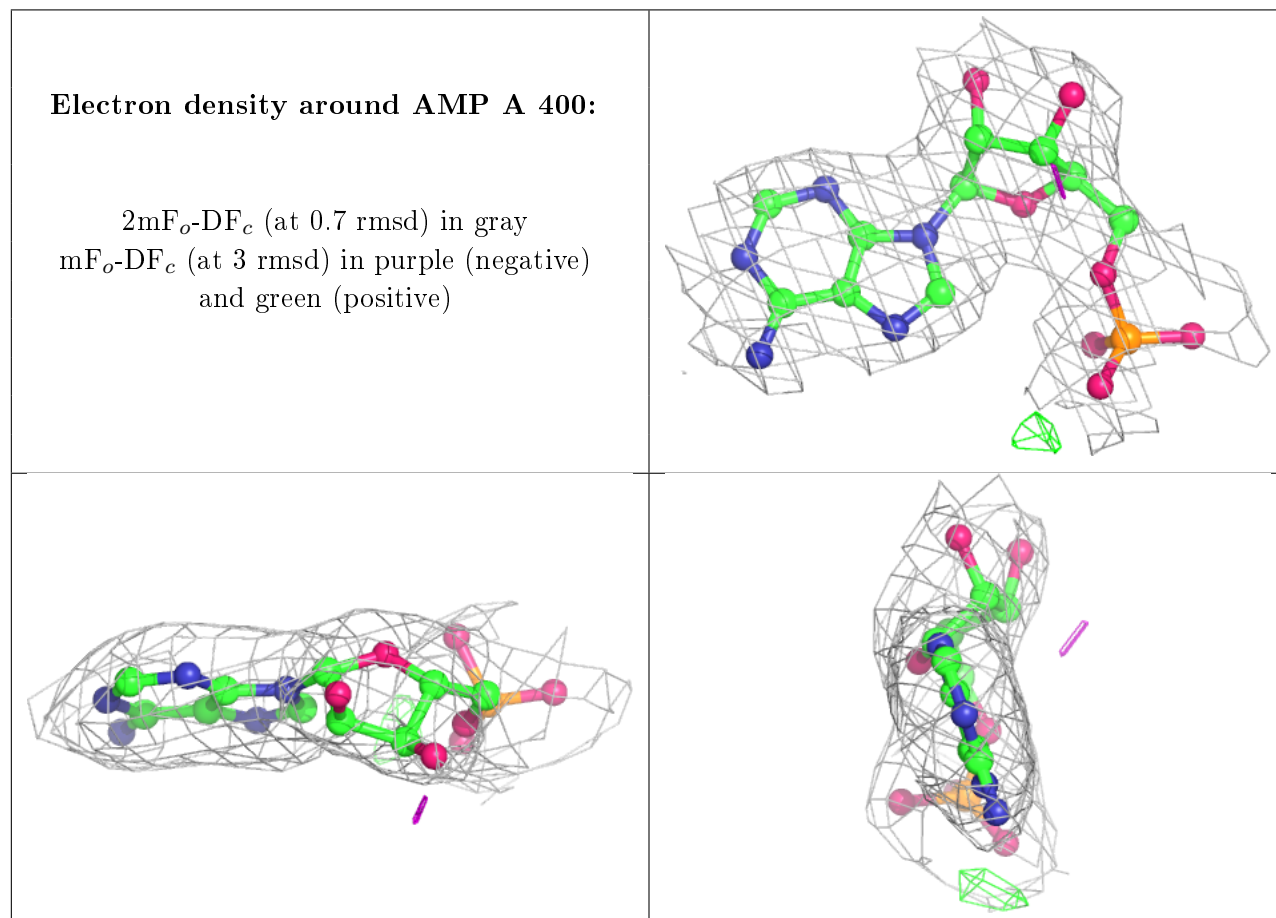 Electron density around AMP A 400:
2mFₒ-DF𝒸 (at 0.7 rmsd) in gray
mFₒ-DF𝒸 (at 3 rmsd) in purple (negative)
and green (positive)